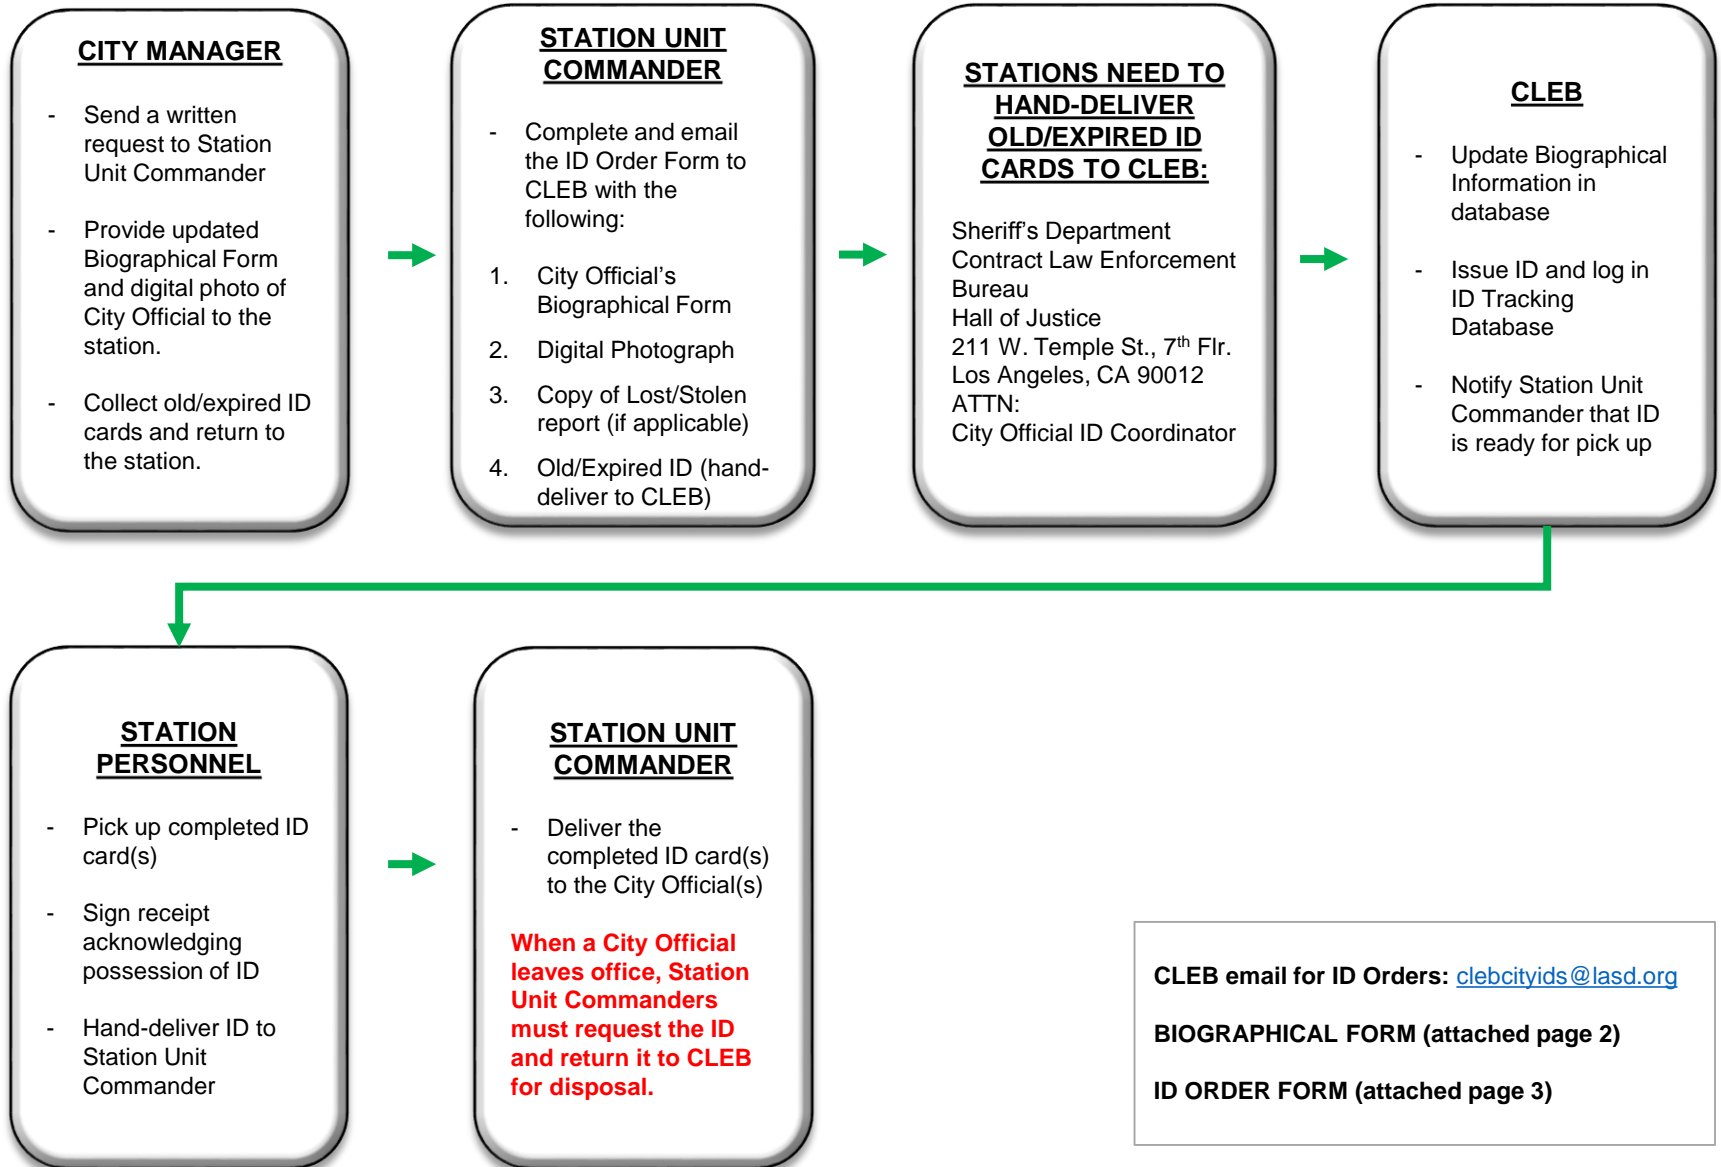 CITY MANAGER
- Send a written
request to Station
Unit Commander
- Provide updated
Biographical Form
and digital photo of
City Official to the
station.
- Collect old/expired ID
cards and return to
the station.
STATION UNIT
COMMANDER
- Complete and email
the ID Order Form to
CLEB with the
following:
1. City Official's
Biographical Form
2. Digital Photograph
3. Copy of Lost/Stolen
report (if applicable)
4. Old/Expired ID (hand-
deliver to CLEB)
STATIONS NEED TO
HAND-DELIVER
OLD/EXPIRED ID
CARDS TO CLEB:
Sheriff's Department
Contract Law Enforcement
Bureau
Hall of Justice
211 W. Temple St., 7th Flr.
Los Angeles, CA 90012
ATTN:
City Official ID Coordinator
CLEB
- Update Biographical
Information in
database
- Issue ID and log in
ID Tracking
Database
- Notify Station Unit
Commander that ID
is ready for pick up
STATION
PERSONNEL
- Pick up completed ID
card(s)
- Sign receipt
acknowledging
possession of ID
- Hand-deliver ID to
Station Unit
Commander
STATION UNIT
COMMANDER
- Deliver the
completed ID card(s)
to the City Official(s)
When a City Official
leaves office, Station
Unit Commanders
must request the ID
and return it to CLEB
for disposal.
CLEB email for ID Orders: clebcityids@lasd.org
BIOGRAPHICAL FORM (attached page 2)
ID ORDER FORM (attached page 3)